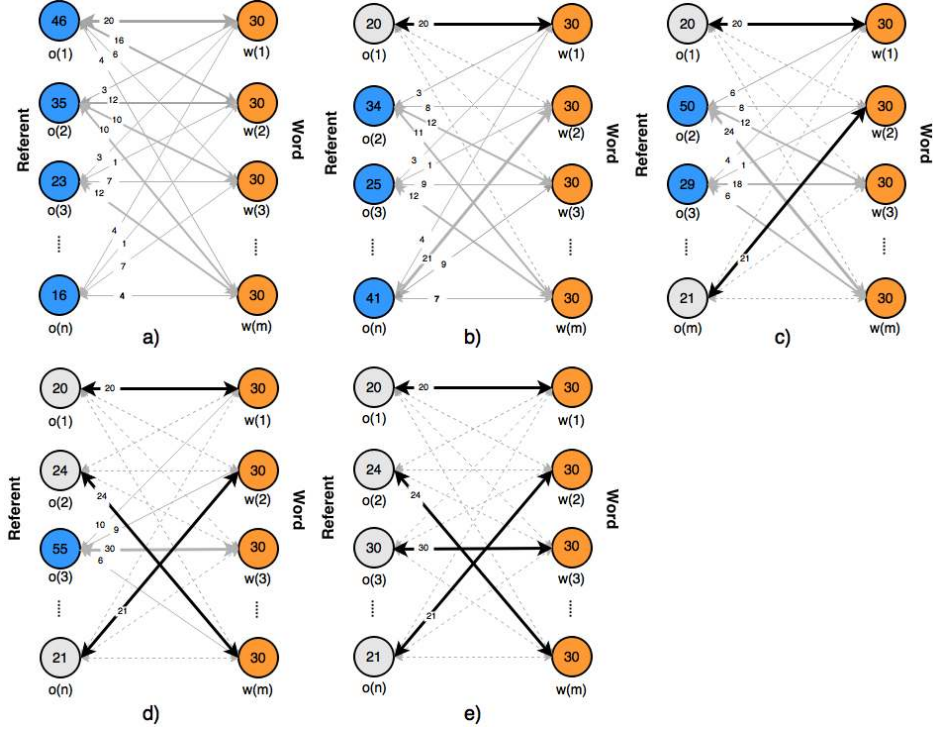 46 20 30
o(1) 16 w(1)
6
4
35 3 30
o(2) 12 w(2)
10
10
Referent Word
23 3 1 30
o(3) 7 w(3)
12
4
1
7
16 4 30
o(n) w(m)
a)
20 20 30
o(1) w(1)
34 3 30
o(2) 8 w(2)
12
11
Referent Word
25 3 1 30
o(3) 9 w(3)
12
4
21
9
41 7 30
o(n) w(m)
b)
20 20 30
o(1) w(1)
50 6 30
o(2) 8 w(2)
12
24
Referent Word
29 4 1 30
o(3) 18 w(3)
6
21
21 30
o(m) w(m)
c)
20 20 30
o(1) w(1)
24 30
o(2) 24 w(2)
Referent Word
10 9
55 30 30
o(3) 6 w(3)
21
21 30
o(n) w(m)
d)
20 20 30
o(1) w(1)
24 30
o(2) 24 w(2)
Referent Word
30 30 30
o(3) w(3)
21
21 30
o(n) w(m)
e)